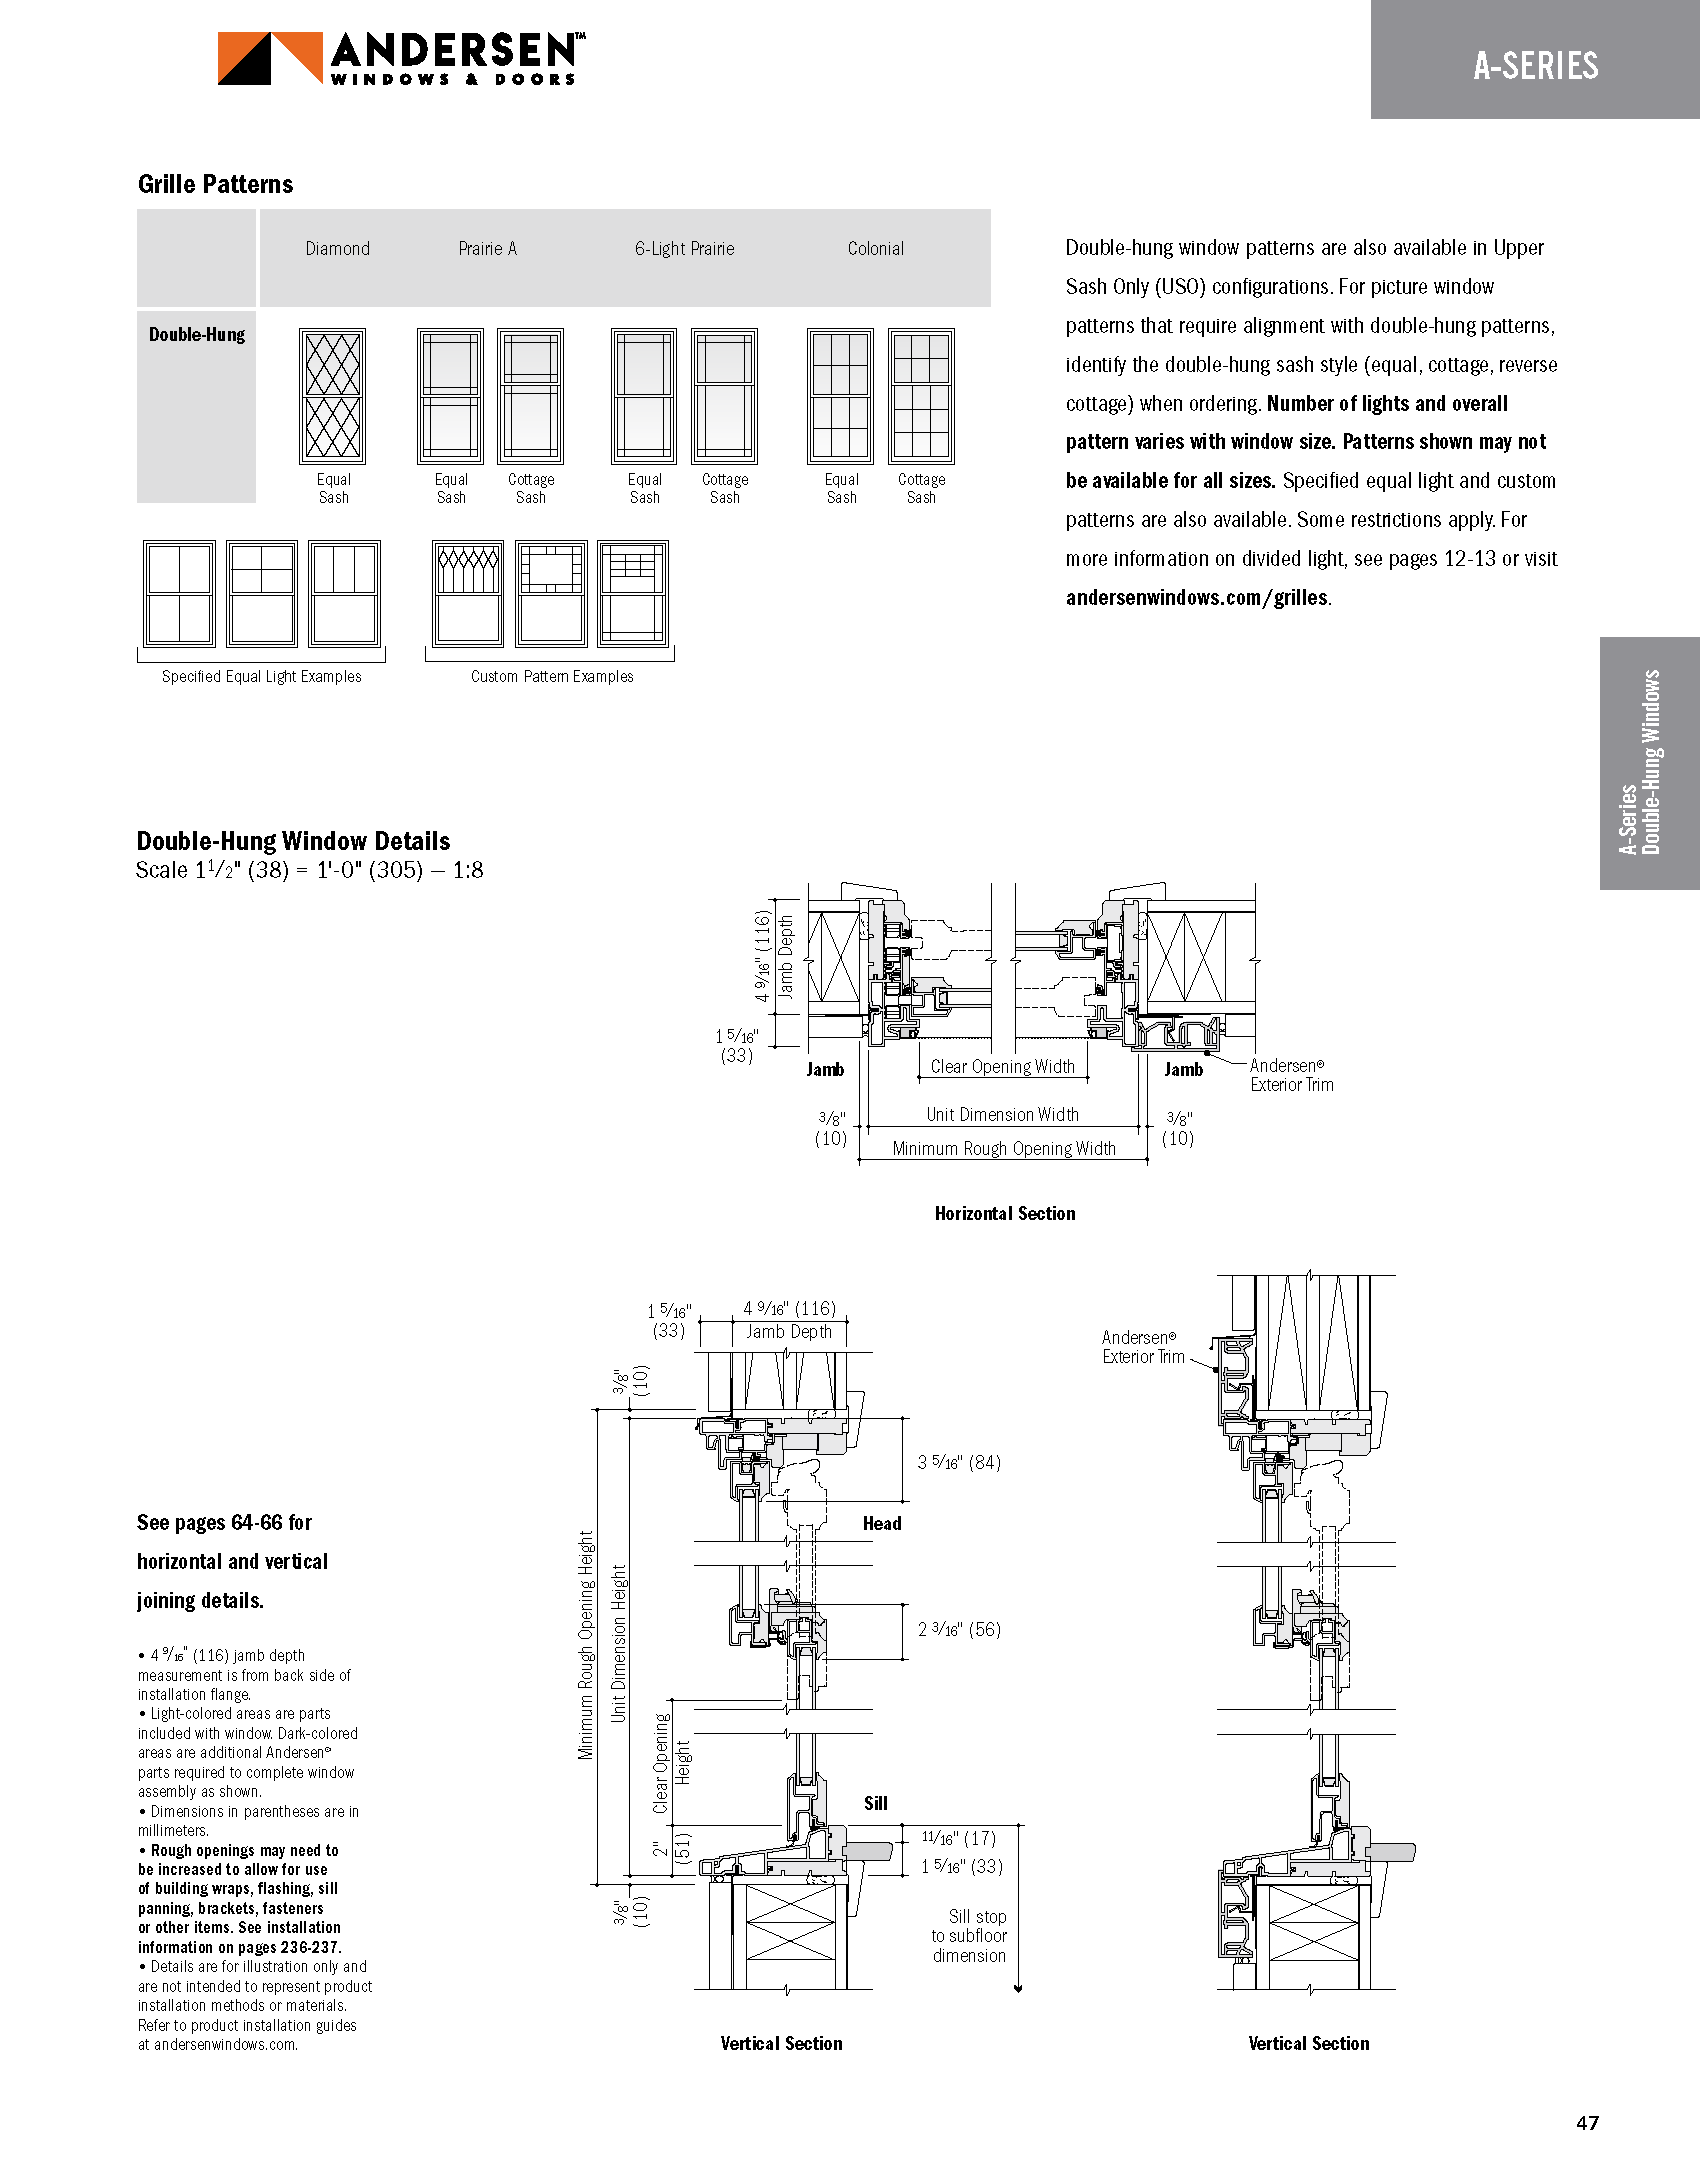 ANDERSEN™
WINDOWS & DOORS
A-SERIES
Grille Patterns
Diamond
Prairie A
6-Light Prairie
Colonial
Double-Hung
Equal
Sash
Equal
Sash
Cottage
Sash
Equal
Sash
Cottage
Sash
Equal
Sash
Cottage
Sash
Specified Equal Light Examples
Custom Pattern Examples
Double-hung window patterns are also available in Upper
Sash Only (USO) configurations. For picture window
patterns that require alignment with double-hung patterns,
identify the double-hung sash style (equal, cottage, reverse
cottage) when ordering. Number of lights and overall
pattern varies with window size. Patterns shown may not
be available for all sizes. Specified equal light and custom
patterns are also available. Some restrictions apply. For
more information on divided light, see pages 12-13 or visit
andersenwindows.com/grilles.
A-Series
Double-Hung Windows
Double-Hung Window Details
Scale 1 1/2" (38) = 1'-0" (305) — 1:8
4 9/16" (116)
Jamb Depth
1 5/16"
(33)
Jamb
Clear Opening Width
Jamb
Andersen®
Exterior Trim
3/8"
(10)
Unit Dimension Width
3/8"
(10)
Minimum Rough Opening Width
Horizontal Section
1 5/16"
(33)
4 9/16" (116)
Jamb Depth
3/8"
(10)
3 5/16" (84)
Head
Minimum Rough Opening Height
Unit Dimension Height
2 3/16" (56)
Clear Opening
Height
Sill
2"
(51)
11/16" (17)
1 5/16" (33)
3/8"
(10)
Sill stop
to subfloor
dimension
Vertical Section
Andersen®
Exterior Trim
Vertical Section
See pages 64-66 for
horizontal and vertical
joining details.
• 4 9/16" (116) jamb depth
measurement is from back side of
installation flange.
• Light-colored areas are parts
included with window. Dark-colored
areas are additional Andersen®
parts required to complete window
assembly as shown.
• Dimensions in parentheses are in
millimeters.
• Rough openings may need to
be increased to allow for use
of building wraps, flashing, sill
panning, brackets, fasteners
or other items. See installation
information on pages 236-237.
• Details are for illustration only and
are not intended to represent product
installation methods or materials.
Refer to product installation guides
at andersenwindows.com.
47